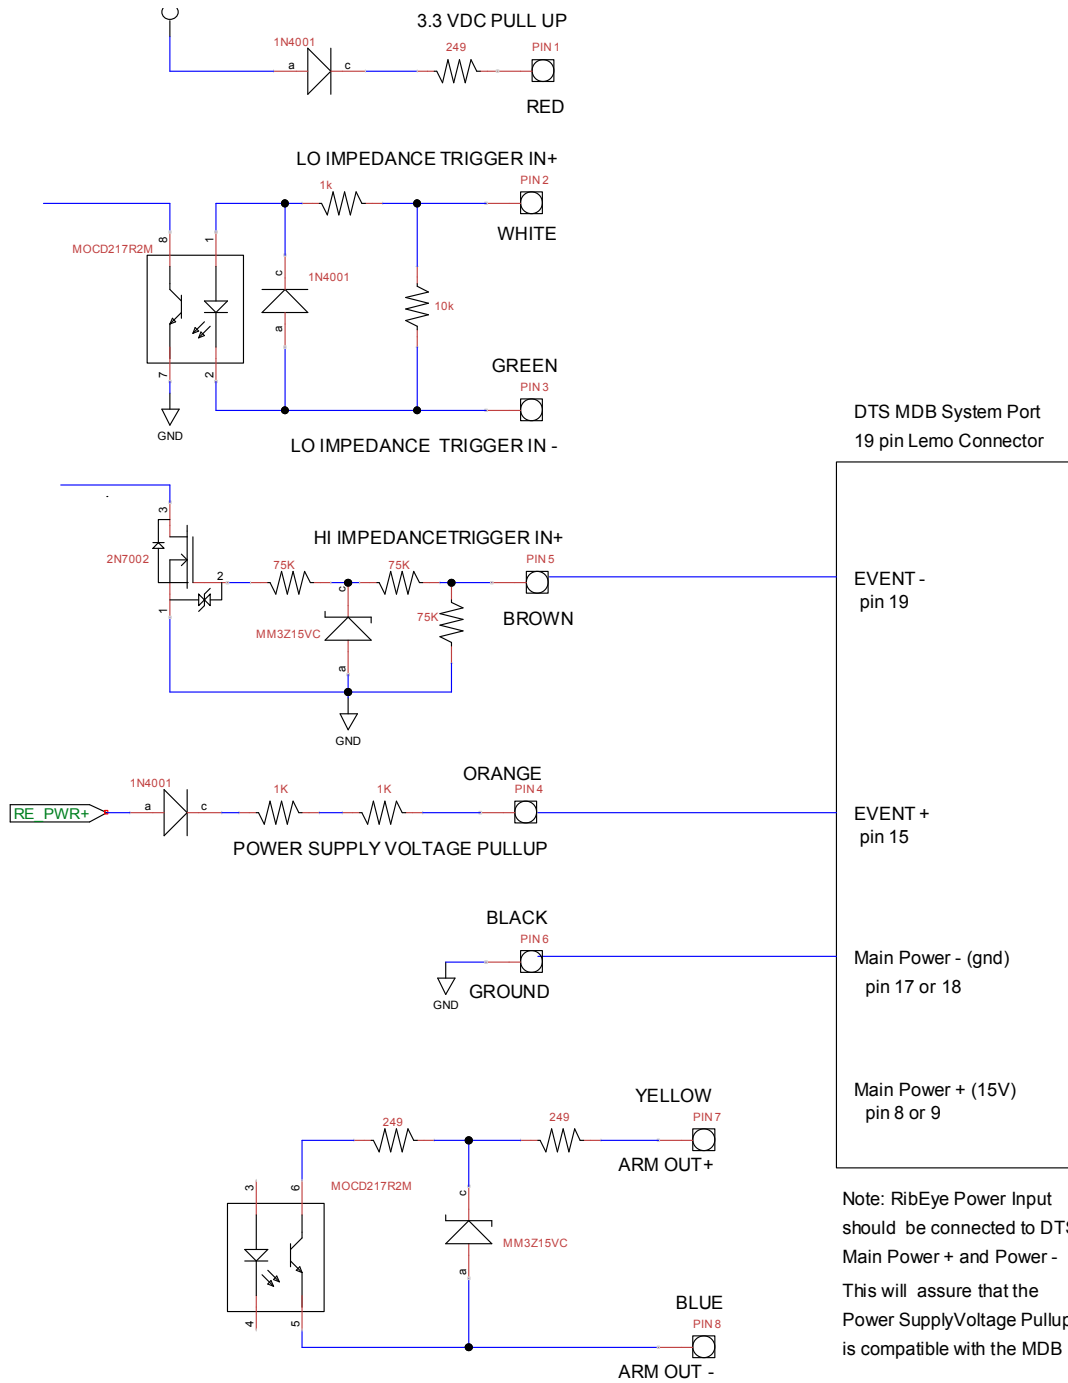 3.3 VDC PULL UP
1N4001
249
PIN 1
a
c
RED
LO IMPEDANCE TRIGGER IN+
1k
PIN 2
WHITE
MOCD217R2M
8
1
c
1N4001
a
10k
7
2
GND
GREEN
PIN 3
LO IMPEDANCE TRIGGER IN -
DTS MDB System Port
19 pin Lemo Connector
3
2N7002
2
1
HI IMPEDANCETRIGGER IN+
75K
75K
PIN 5
c
75K
BROWN
MM3Z15VC
a
GND
EVENT -
pin 19
ORANGE
1N4001
1K
1K
PIN 4
RE_PWR+
a
c
POWER SUPPLY VOLTAGE PULLUP
EVENT +
pin 15
BLACK
PIN 6
GND
GROUND
Main Power - (gnd)
pin 17 or 18
Main Power + (15V)
pin 8 or 9
YELLOW
249
249
PIN 7
ARM OUT+
3
6
MOCD217R2M
c
MM3Z15VC
a
4
5
BLUE
PIN 8
ARM OUT -
Note: RibEye Power Input
should be connected to DTS
Main Power + and Power -
This will assure that the
Power SupplyVoltage Pullup
is compatible with the MDB